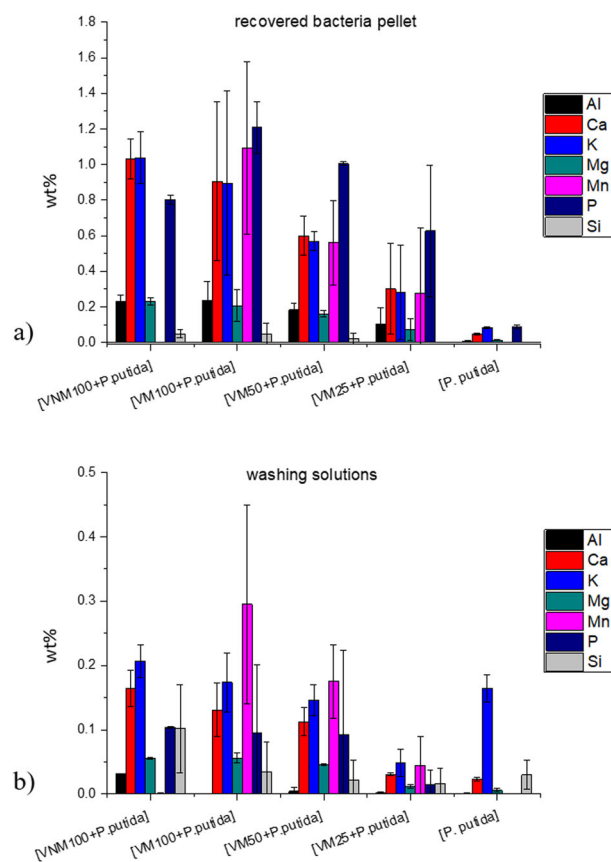 recovered bacteria pellet
1.8
1.6
1.4
1.2
1.0
0.8
0.6
0.4
0.2
0.0
wt%
Al
Ca
K
Mg
Mn
P
Si
a)
[VNM100+P.putida]
[VM100+P.putida]
[VM50+P.putida]
[VM25+P.putida]
[P. putida]
washing solutions
0.5
0.4
0.3
0.2
0.1
0.0
wt%
Al
Ca
K
Mg
Mn
P
Si
b)
[VNM100+P.putida]
[VM100+P.putida]
[VM50+P.putida]
[VM25+P.putida]
[P. putida]